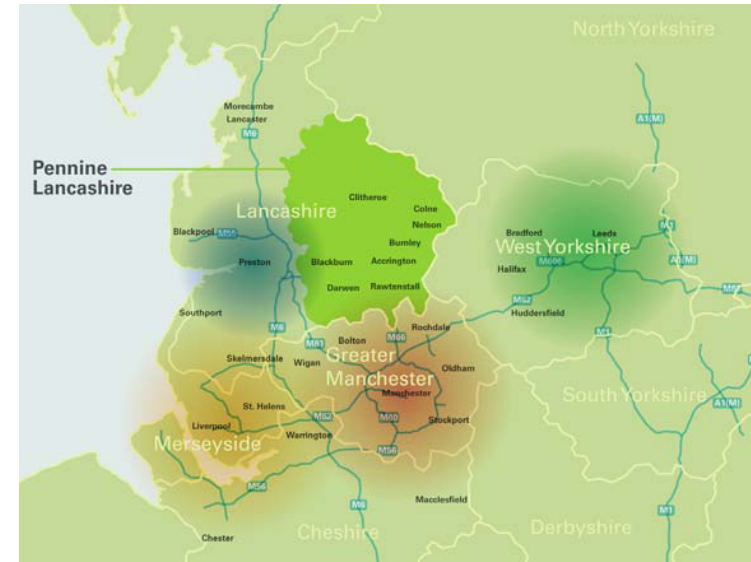 North Yorkshire
Morecambe
Lancaster
M6
A1(M)
Pennine
Lancashire
Clitheroe
Colne
Nelson
Lancashire
Blackpool
M55
Burnley
Bradford
Leeds
M1
West Yorkshire
Preston
Blackburn
Accrington
M606
A1(M)
Halifax
Darwen
Rawtenstall
M62
Southport
Huddersfield
M6
Rochdale
M1
M61
Bolton
M66
Skelmersdale
Wigan
Greater
Manchester
Oldham
Manchester
South Yorkshire
St. Helens
A1(M)
Liverpool
M62
M60
Stockport
Merseyside
Warrington
M56
M56
Macclesfield
M6
M1
Chester
Cheshire
Derbyshire